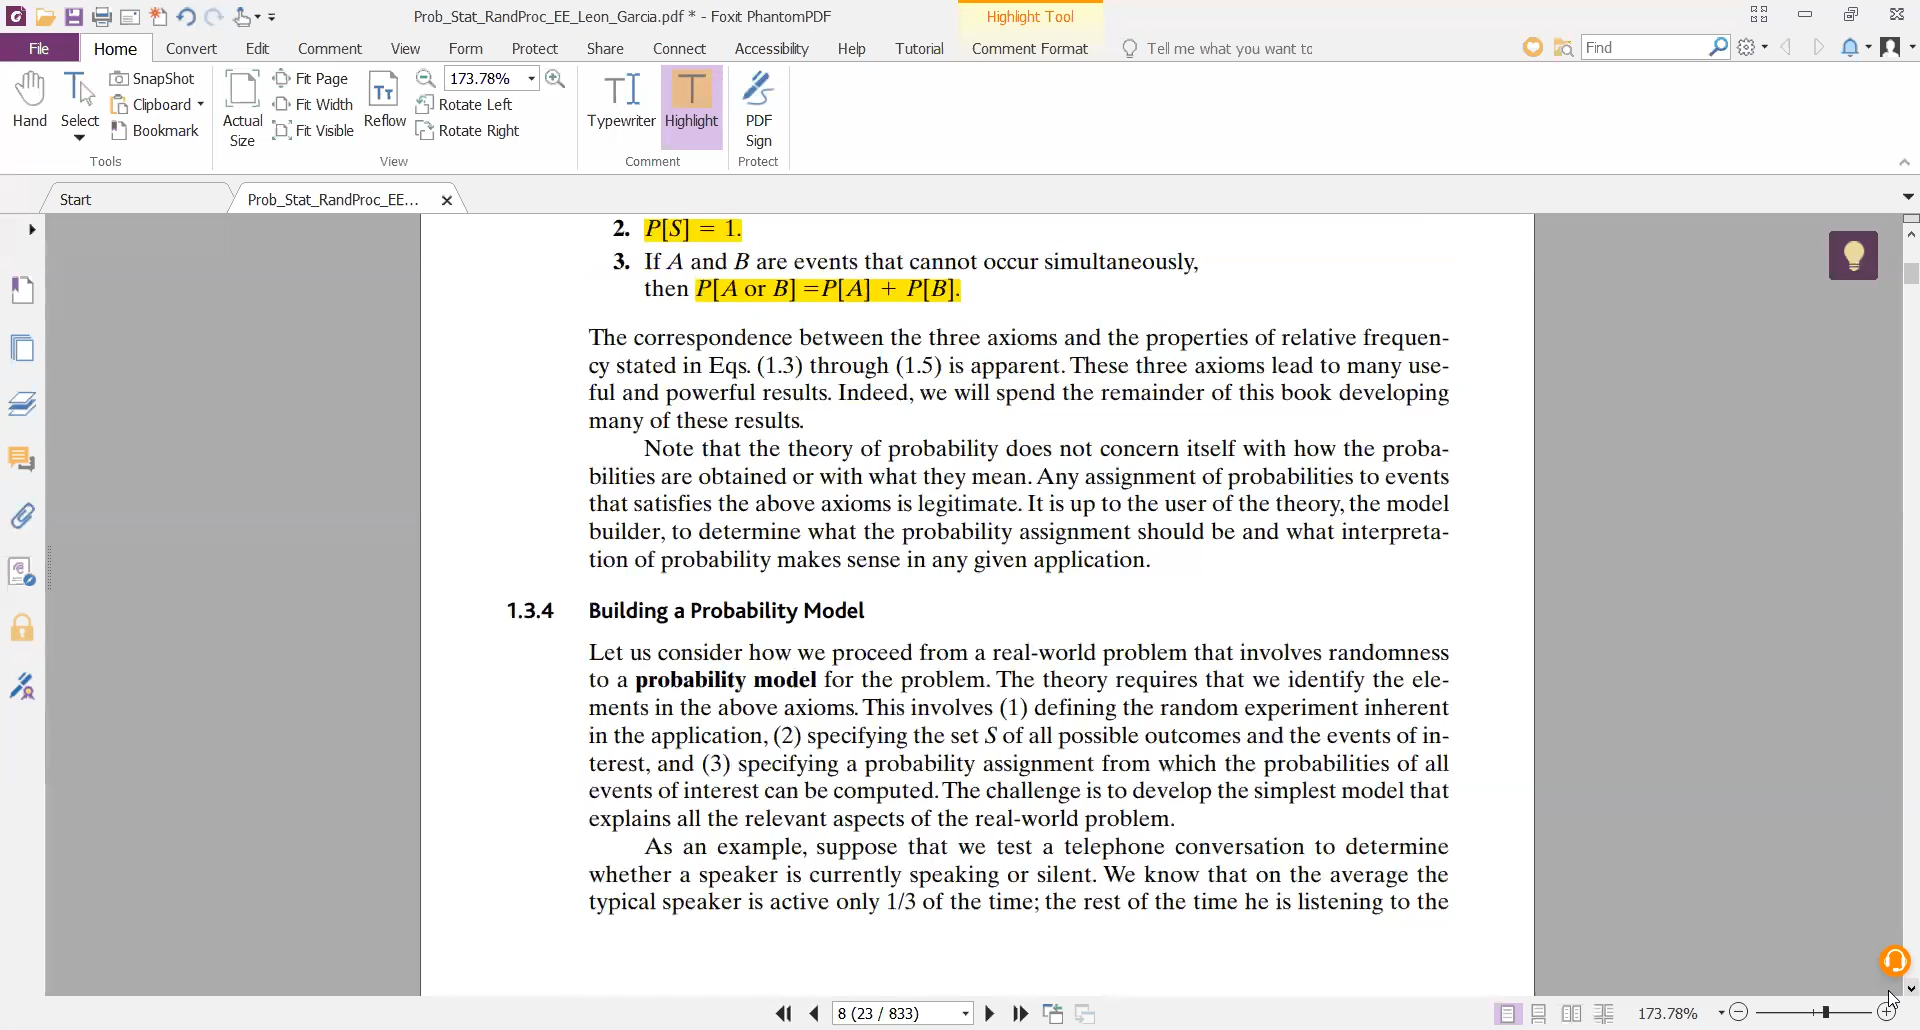 Prob_Stat_RandProc_EE_Leon_Garcia.pdf * - Foxit PhantomPDF
Highlight Tool
File Home Convert Edit Comment View Form Protect Share Connect Accessibility Help Tutorial Comment Format Tell me what you want to Find
Hand
Select
SnapShot
Clipboard
Bookmark
Tools
Actual
Size
Fit Page
Fit Width
Fit Visible
Reflow
173.78%
Rotate Left
Rotate Right
View
Typewriter
Highlight
Comment
PDF
Sign
Protect
Start
Prob_Stat_RandProc_EE...
2. P[S] = 1.
3. If A and B are events that cannot occur simultaneously,
then P[A or B] =P[A] + P[B].
The correspondence between the three axioms and the properties of relative frequen-
cy stated in Eqs. (1.3) through (1.5) is apparent. These three axioms lead to many use-
ful and powerful results. Indeed, we will spend the remainder of this book developing
many of these results.
Note that the theory of probability does not concern itself with how the proba-
bilities are obtained or with what they mean. Any assignment of probabilities to events
that satisfies the above axioms is legitimate. It is up to the user of the theory, the model
builder, to determine what the probability assignment should be and what interpreta-
tion of probability makes sense in any given application.
1.3.4 Building a Probability Model
Let us consider how we proceed from a real-world problem that involves randomness
to a probability model for the problem. The theory requires that we identify the ele-
ments in the above axioms. This involves (1) defining the random experiment inherent
in the application, (2) specifying the set S of all possible outcomes and the events of in-
terest, and (3) specifying a probability assignment from which the probabilities of all
events of interest can be computed. The challenge is to develop the simplest model that
explains all the relevant aspects of the real-world problem.
As an example, suppose that we test a telephone conversation to determine
whether a speaker is currently speaking or silent. We know that on the average the
typical speaker is active only 1/3 of the time; the rest of the time he is listening to the
8 (23 / 833)
173.78%